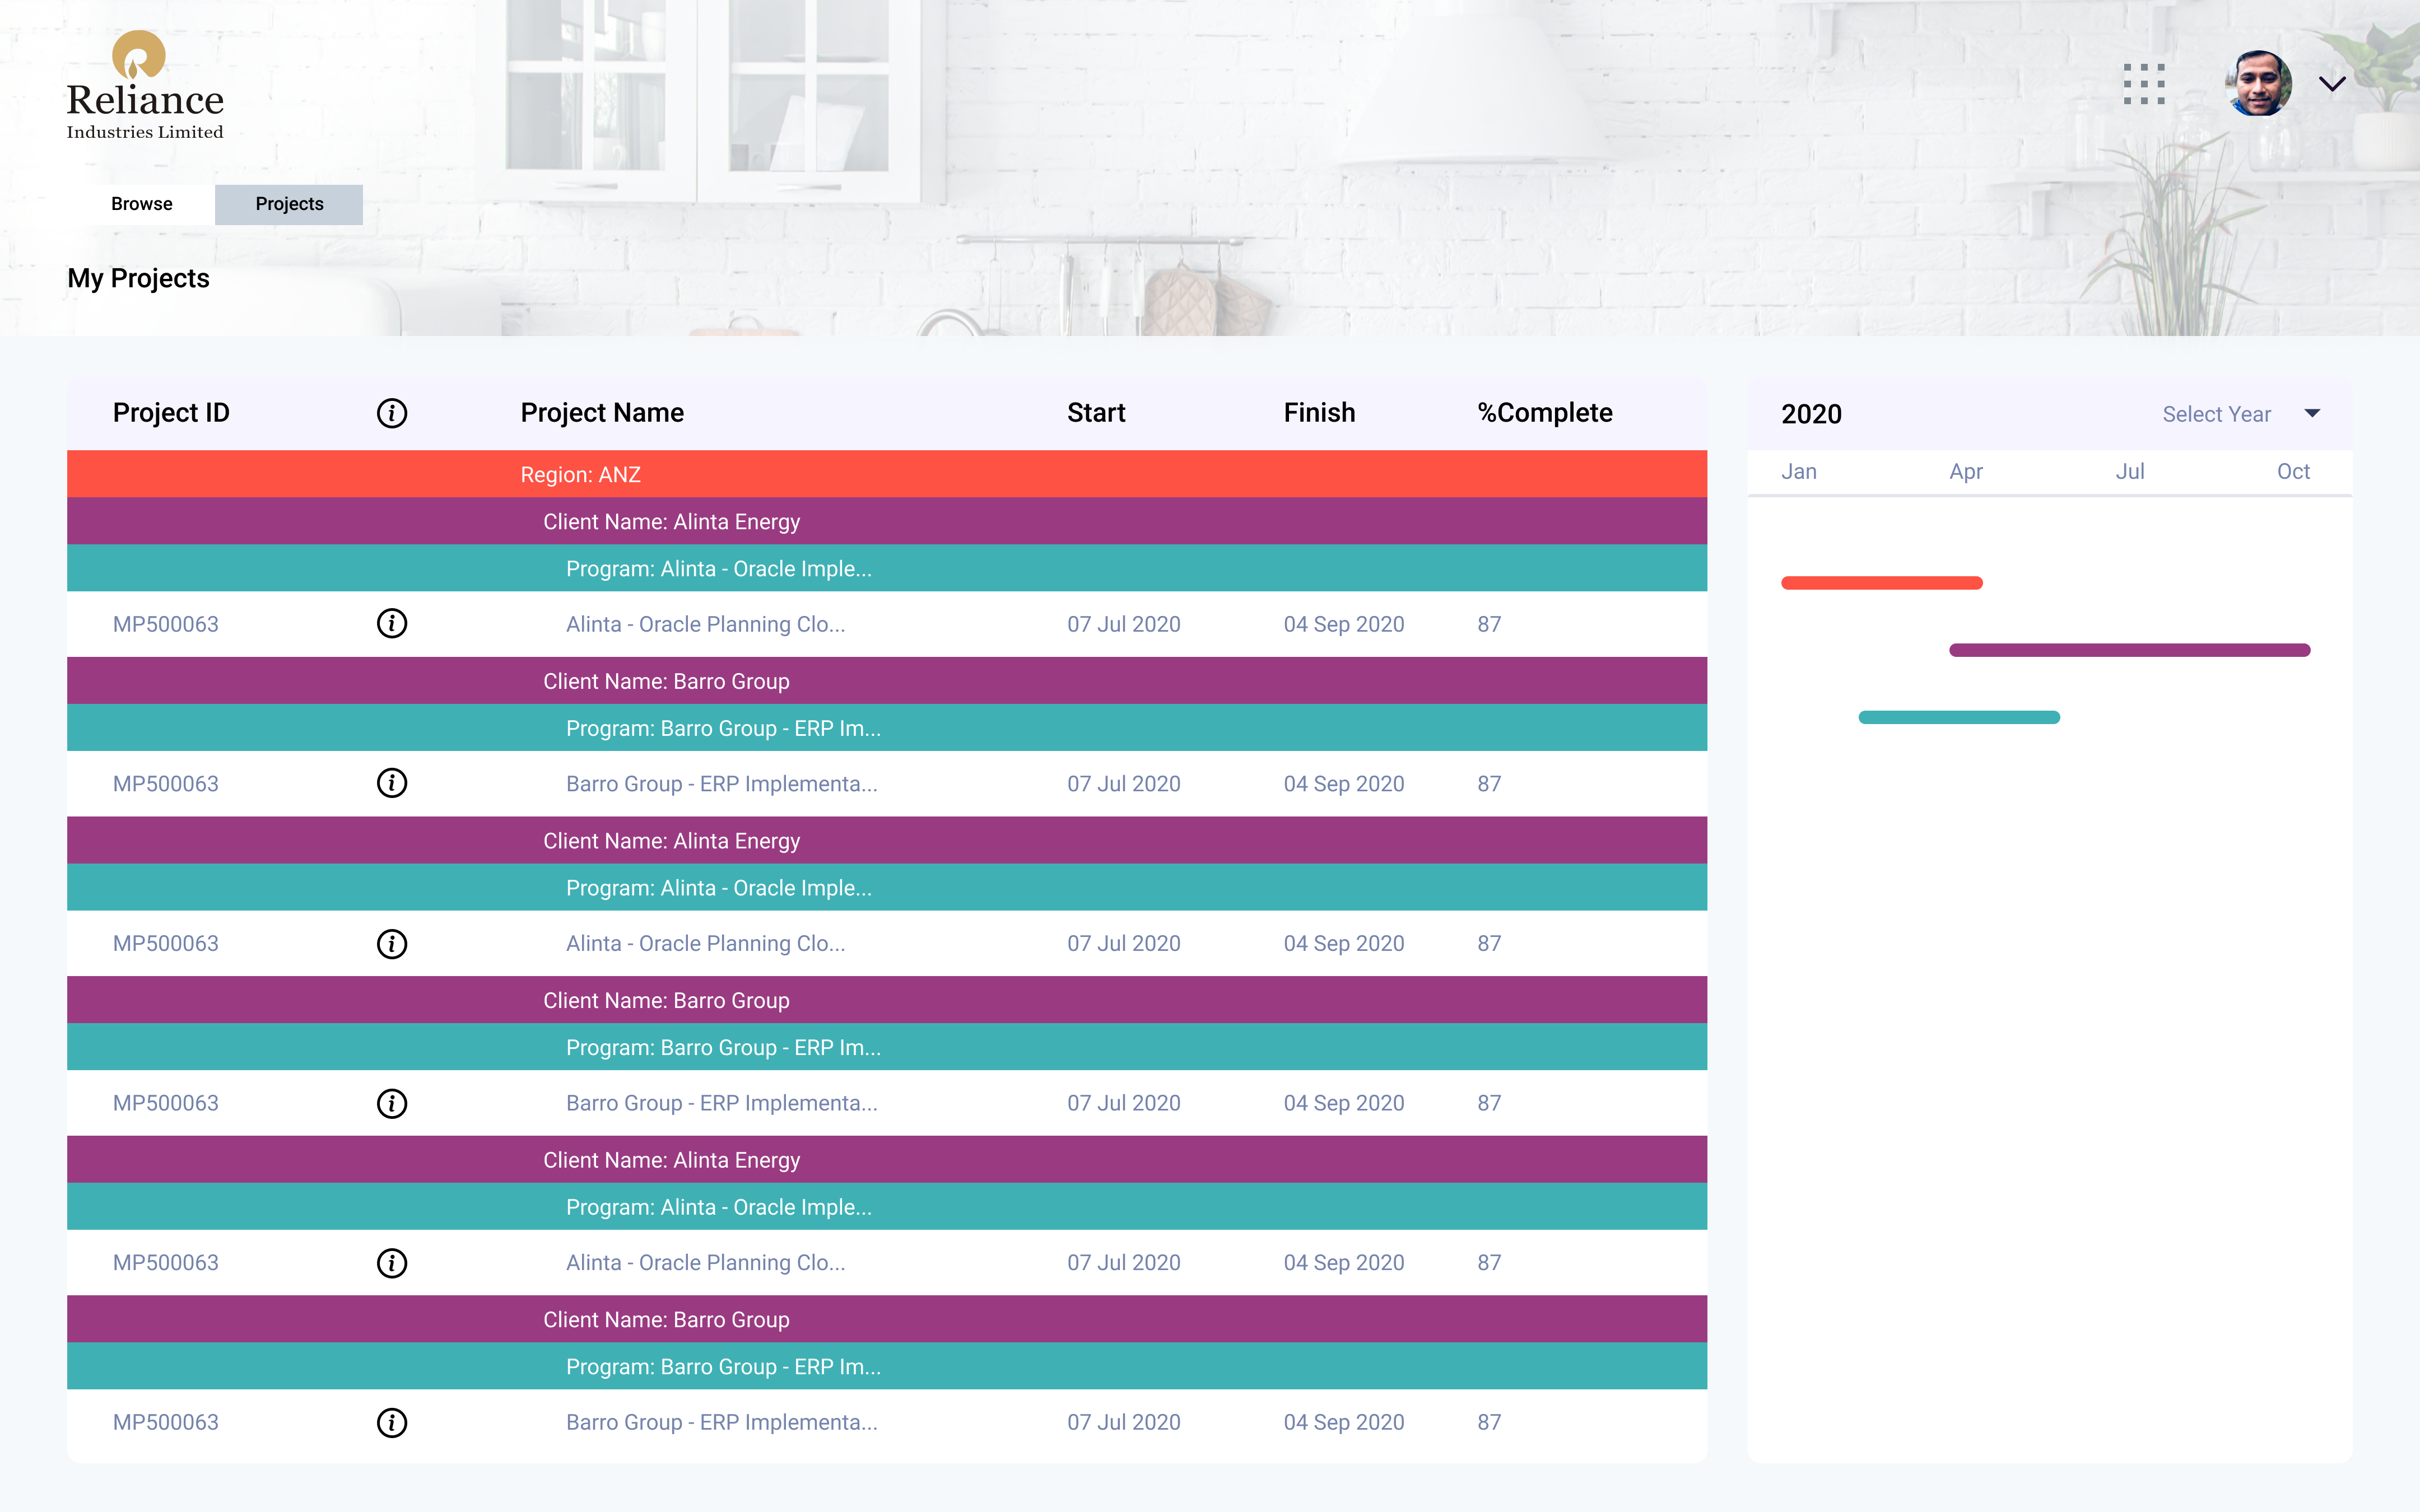 Reliance
Industries Limited
Browse Projects
My Projects
Project ID i Project Name Start Finish %Complete
2020 Select Year
Jan Apr Jul Oct
Region: ANZ
Client Name: Alinta Energy
Program: Alinta - Oracle Imple...
MP500063 i Alinta - Oracle Planning Clo... 07 Jul 2020 04 Sep 2020 87
Client Name: Barro Group
Program: Barro Group - ERP Im...
MP500063 i Barro Group - ERP Implementa... 07 Jul 2020 04 Sep 2020 87
Client Name: Alinta Energy
Program: Alinta - Oracle Imple...
MP500063 i Alinta - Oracle Planning Clo... 07 Jul 2020 04 Sep 2020 87
Client Name: Barro Group
Program: Barro Group - ERP Im...
MP500063 i Barro Group - ERP Implementa... 07 Jul 2020 04 Sep 2020 87
Client Name: Alinta Energy
Program: Alinta - Oracle Imple...
MP500063 i Alinta - Oracle Planning Clo... 07 Jul 2020 04 Sep 2020 87
Client Name: Barro Group
Program: Barro Group - ERP Im...
MP500063 i Barro Group - ERP Implementa... 07 Jul 2020 04 Sep 2020 87